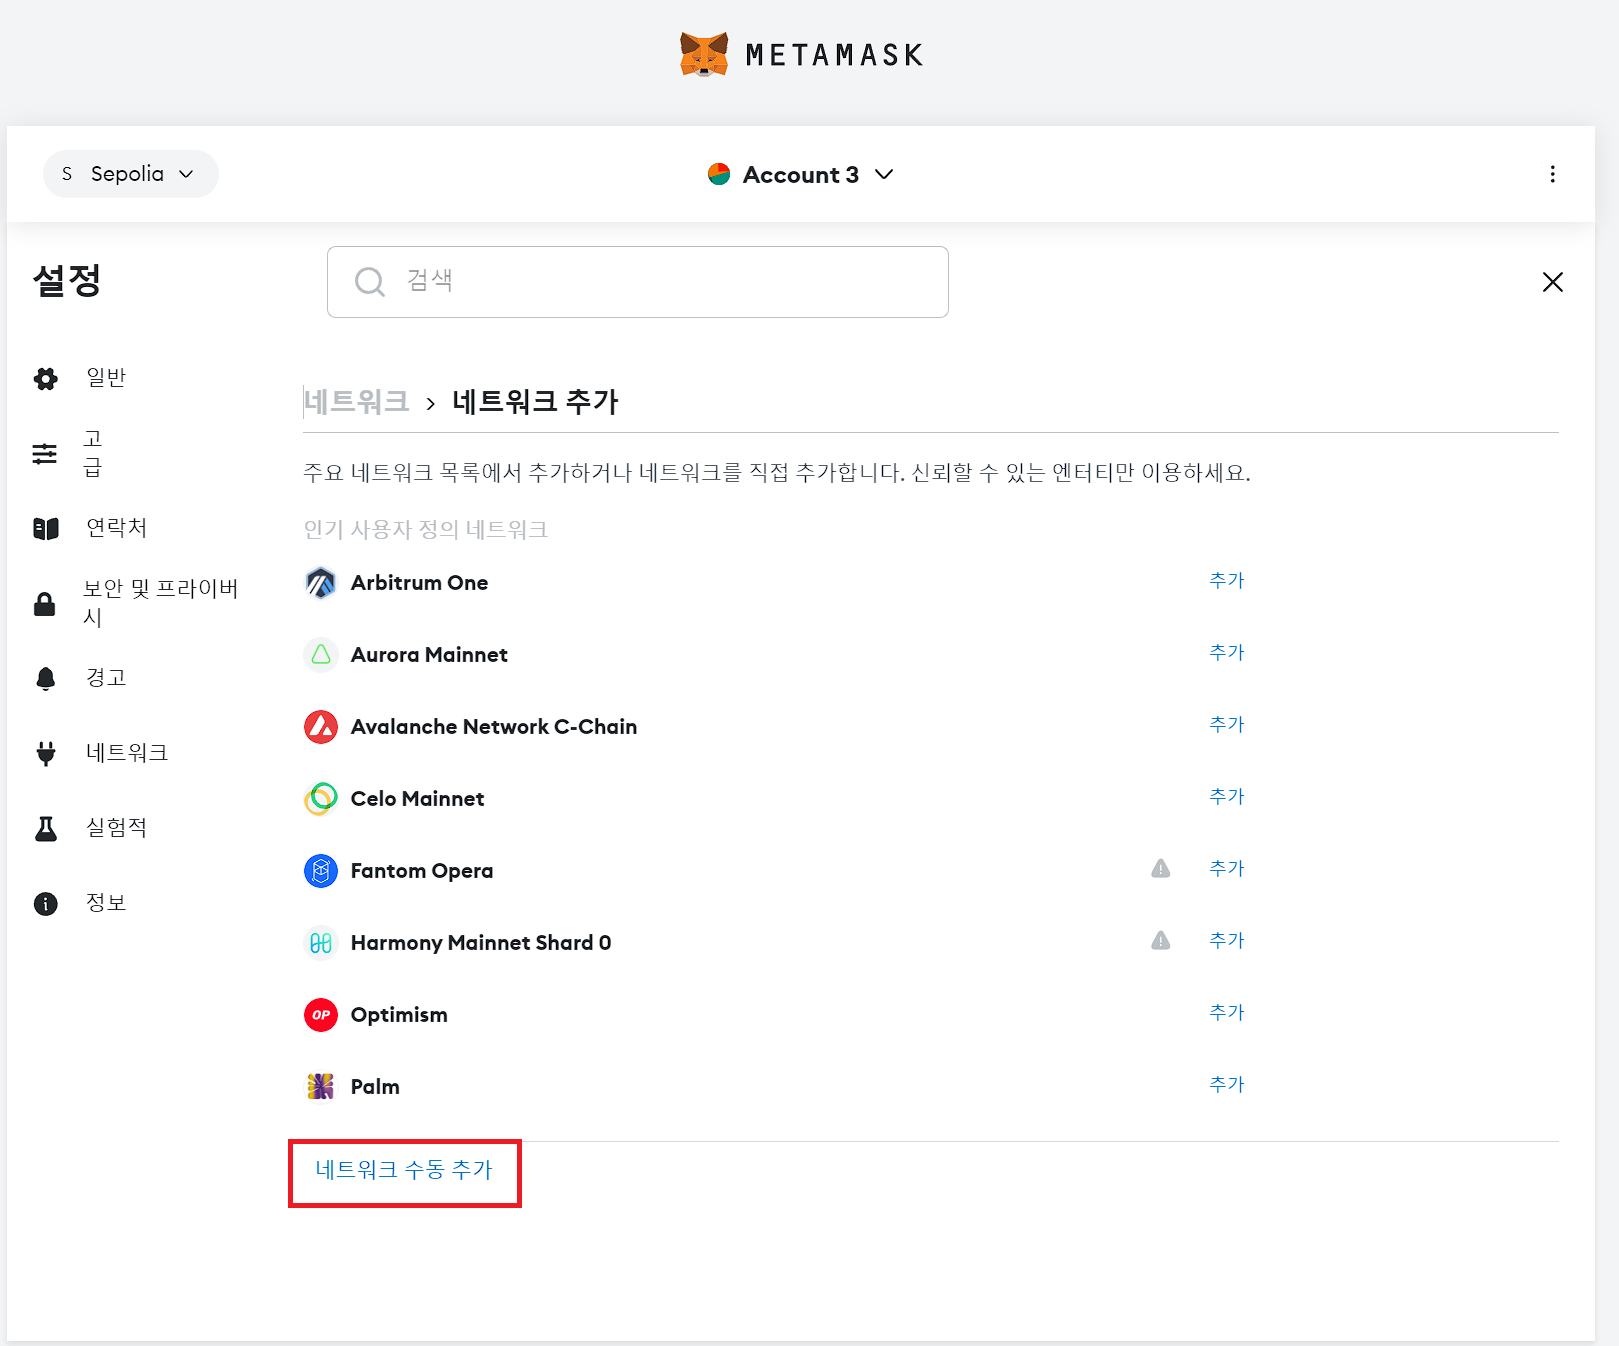 METAMASK
S Sepolia
Account 3
설정
검색
일반
고
급
연락처
보안 및 프라이버
시
경고
네트워크
실험적
정보
네트워크 > 네트워크 추가
주요 네트워크 목록에서 추가하거나 네트워크를 직접 추가합니다. 신뢰할 수 있는 엔터티만 이용하세요.
인기 사용자 정의 네트워크
Arbitrum One 추가
Aurora Mainnet 추가
Avalanche Network C-Chain 추가
Celo Mainnet 추가
Fantom Opera 추가
Harmony Mainnet Shard 0 추가
OP Optimism 추가
Palm 추가
네트워크 수동 추가